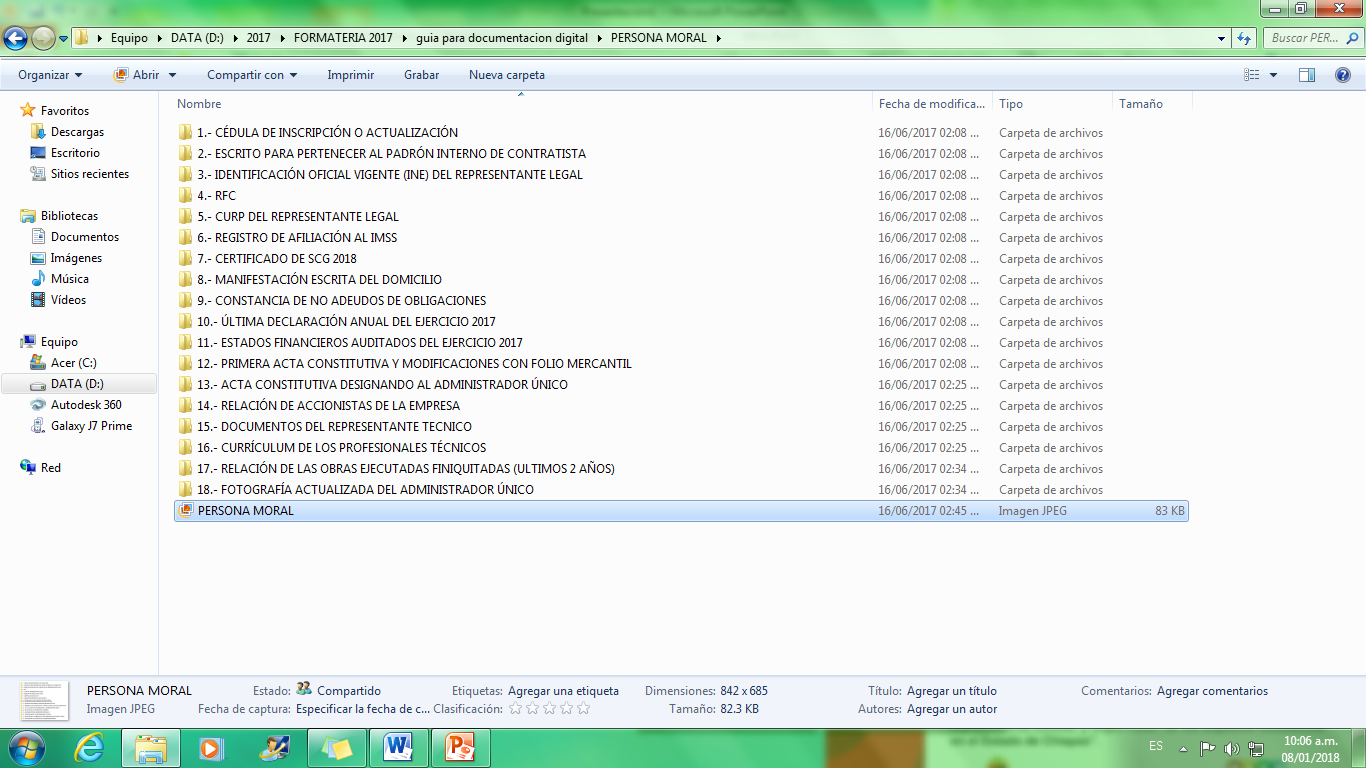 Equipo ▸ DATA (D:) ▸ 2017 ▸ FORMATERIA 2017 ▸ guia para documentacion digital ▸ PERSONA MORAL ▸
Buscar PER...
Organizar Abrir Compartir con Imprimir Grabar Nueva carpeta
Favoritos
Descargas
Escritorio
Sitios recientes
Bibliotecas
Documentos
Imágenes
Música
Vídeos
Equipo
Acer (C:)
DATA (D:)
Autodesk 360
Galaxy J7 Prime
Red
Nombre Fecha de modifica... Tipo Tamaño
1.- CÉDULA DE INSCRIPCIÓN O ACTUALIZACIÓN 16/06/2017 02:08 ... Carpeta de archivos
2.- ESCRITO PARA PERTENECER AL PADRÓN INTERNO DE CONTRATISTA 16/06/2017 02:08 ... Carpeta de archivos
3.- IDENTIFICACIÓN OFICIAL VIGENTE (INE) DEL REPRESENTANTE LEGAL 16/06/2017 02:08 ... Carpeta de archivos
4.- RFC 16/06/2017 02:08 ... Carpeta de archivos
5.- CURP DEL REPRESENTANTE LEGAL 16/06/2017 02:08 ... Carpeta de archivos
6.- REGISTRO DE AFILIACIÓN AL IMSS 16/06/2017 02:08 ... Carpeta de archivos
7.- CERTIFICADO DE SCG 2018 16/06/2017 02:08 ... Carpeta de archivos
8.- MANIFESTACIÓN ESCRITA DEL DOMICILIO 16/06/2017 02:08 ... Carpeta de archivos
9.- CONSTANCIA DE NO ADEUDOS DE OBLIGACIONES 16/06/2017 02:08 ... Carpeta de archivos
10.- ÚLTIMA DECLARACIÓN ANUAL DEL EJERCICIO 2017 16/06/2017 02:08 ... Carpeta de archivos
11.- ESTADOS FINANCIEROS AUDITADOS DEL EJERCICIO 2017 16/06/2017 02:08 ... Carpeta de archivos
12.- PRIMERA ACTA CONSTITUTIVA Y MODIFICACIONES CON FOLIO MERCANTIL 16/06/2017 02:08 ... Carpeta de archivos
13.- ACTA CONSTITUTIVA DESIGNANDO AL ADMINISTRADOR ÚNICO 16/06/2017 02:25 ... Carpeta de archivos
14.- RELACIÓN DE ACCIONISTAS DE LA EMPRESA 16/06/2017 02:25 ... Carpeta de archivos
15.- DOCUMENTOS DEL REPRESENTANTE TECNICO 16/06/2017 02:25 ... Carpeta de archivos
16.- CURRÍCULUM DE LOS PROFESIONALES TÉCNICOS 16/06/2017 02:25 ... Carpeta de archivos
17.- RELACIÓN DE LAS OBRAS EJECUTADAS FINIQUITADAS (ULTIMOS 2 AÑOS) 16/06/2017 02:34 ... Carpeta de archivos
18.- FOTOGRAFÍA ACTUALIZADA DEL ADMINISTRADOR ÚNICO 16/06/2017 02:34 ... Carpeta de archivos
PERSONA MORAL 16/06/2017 02:45 ... Imagen JPEG 83 KB
PERSONA MORAL Estado: Compartido Etiquetas: Agregar una etiqueta Dimensiones: 842 x 685 Título: Agregar un título Comentarios: Agregar comentarios
Imagen JPEG Fecha de captura: Especificar la fecha de c... Clasificación: Tamaño: 82.3 KB Autores: Agregar un autor
ES
10:06 a.m.
08/01/2018